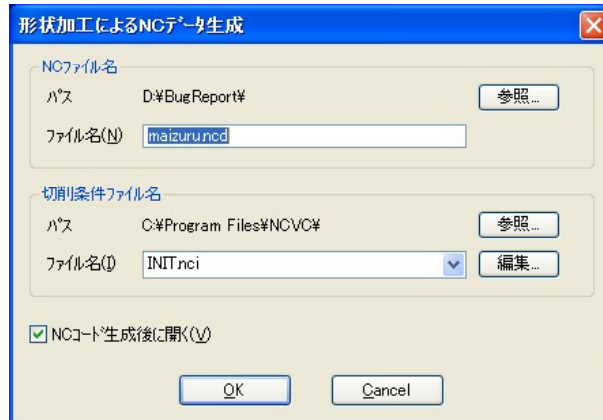 形状加工によるNCデータ生成
NCファイル名
パス D:¥BugReport¥ 参照...
ファイル名(N) maizuru.ncd
切削条件ファイル名
パス C:¥Program Files¥NCVC¥ 参照...
ファイル名(I) INIT.nci 編集...
NCコード生成後に開く(V)
OK Cancel